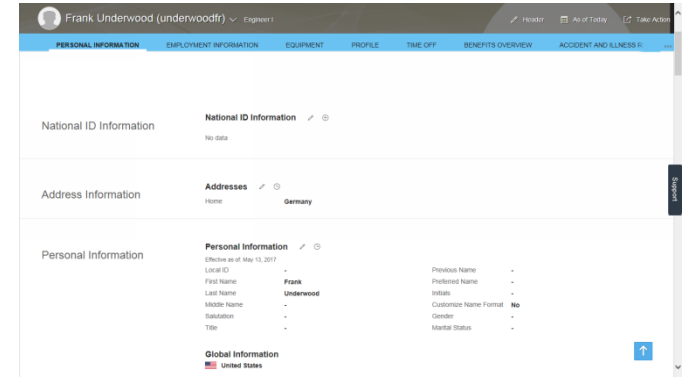 Frank Underwood (underwoodfr) Engineer I Header As of Today Take Action
PERSONAL INFORMATION EMPLOYMENT INFORMATION EQUIPMENT PROFILE TIME OFF BENEFITS OVERVIEW ACCIDENT AND ILLNESS R ...
National ID Information
National ID Information
No data
Address Information
Addresses
Home Germany
Support
Personal Information
Personal Information
Effective as of: May 13, 2017
Local ID - Previous Name -
First Name Frank Preferred Name -
Last Name Underwood Initials -
Middle Name - Customize Name Format No
Salutation - Gender -
Title - Marital Status -
Global Information
United States